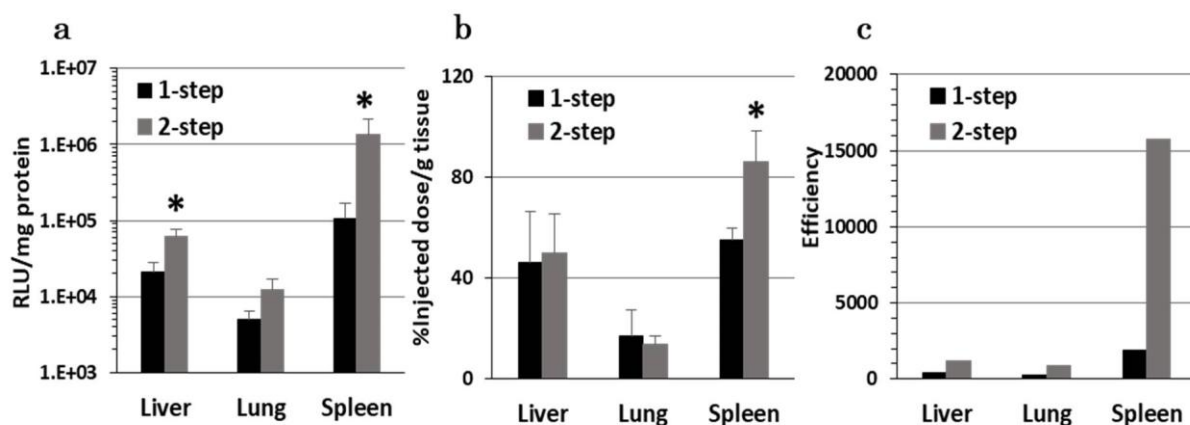 a
1.E+07
1.E+06
1.E+05
1.E+04
1.E+03
RLU/mg protein
1-step
2-step
*
*
Liver Lung Spleen
b
120
80
40
0
%Injected dose/g tissue
1-step
2-step
*
Liver Lung Spleen
c
20000
15000
10000
5000
0
Efficiency
1-step
2-step
Liver Lung Spleen